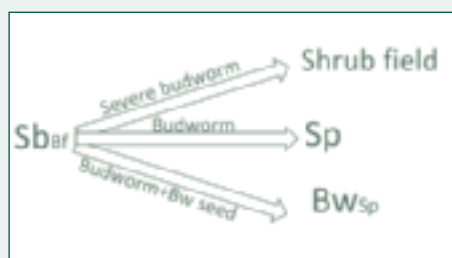 Shrub field
Severe budworm
Budworm
SbBf
Sp
Budworm+Bw seed
BwSp